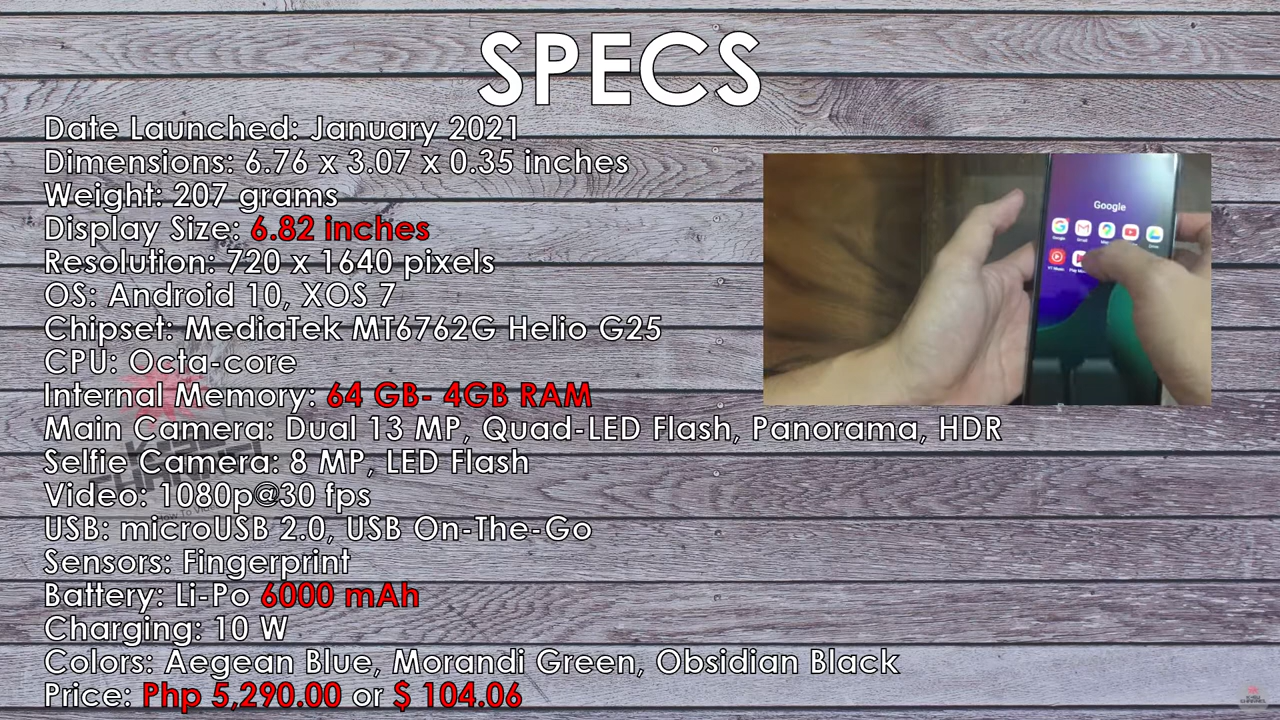 SPECS
Date Launched: January 2021
Dimensions: 6.76 x 3.07 x 0.35 inches
Weight: 207 grams
Display Size: 6.82 inches
Resolution: 720 x 1640 pixels
OS: Android 10, XOS 7
Chipset: MediaTek MT6762G Helio G25
CPU: Octa-core
Internal Memory: 64 GB- 4GB RAM
Main Camera: Dual 13 MP, Quad-LED Flash, Panorama, HDR
Selfie Camera: 8 MP, LED Flash
Video: 1080p@30 fps
USB: microUSB 2.0, USB On-The-Go
Sensors: Fingerprint
Battery: Li-Po 6000 mAh
Charging: 10 W
Colors: Aegean Blue, Morandi Green, Obsidian Black
Price: Php 5,290.00 or $ 104.06
Google
Google Gmail Drive
YT Music